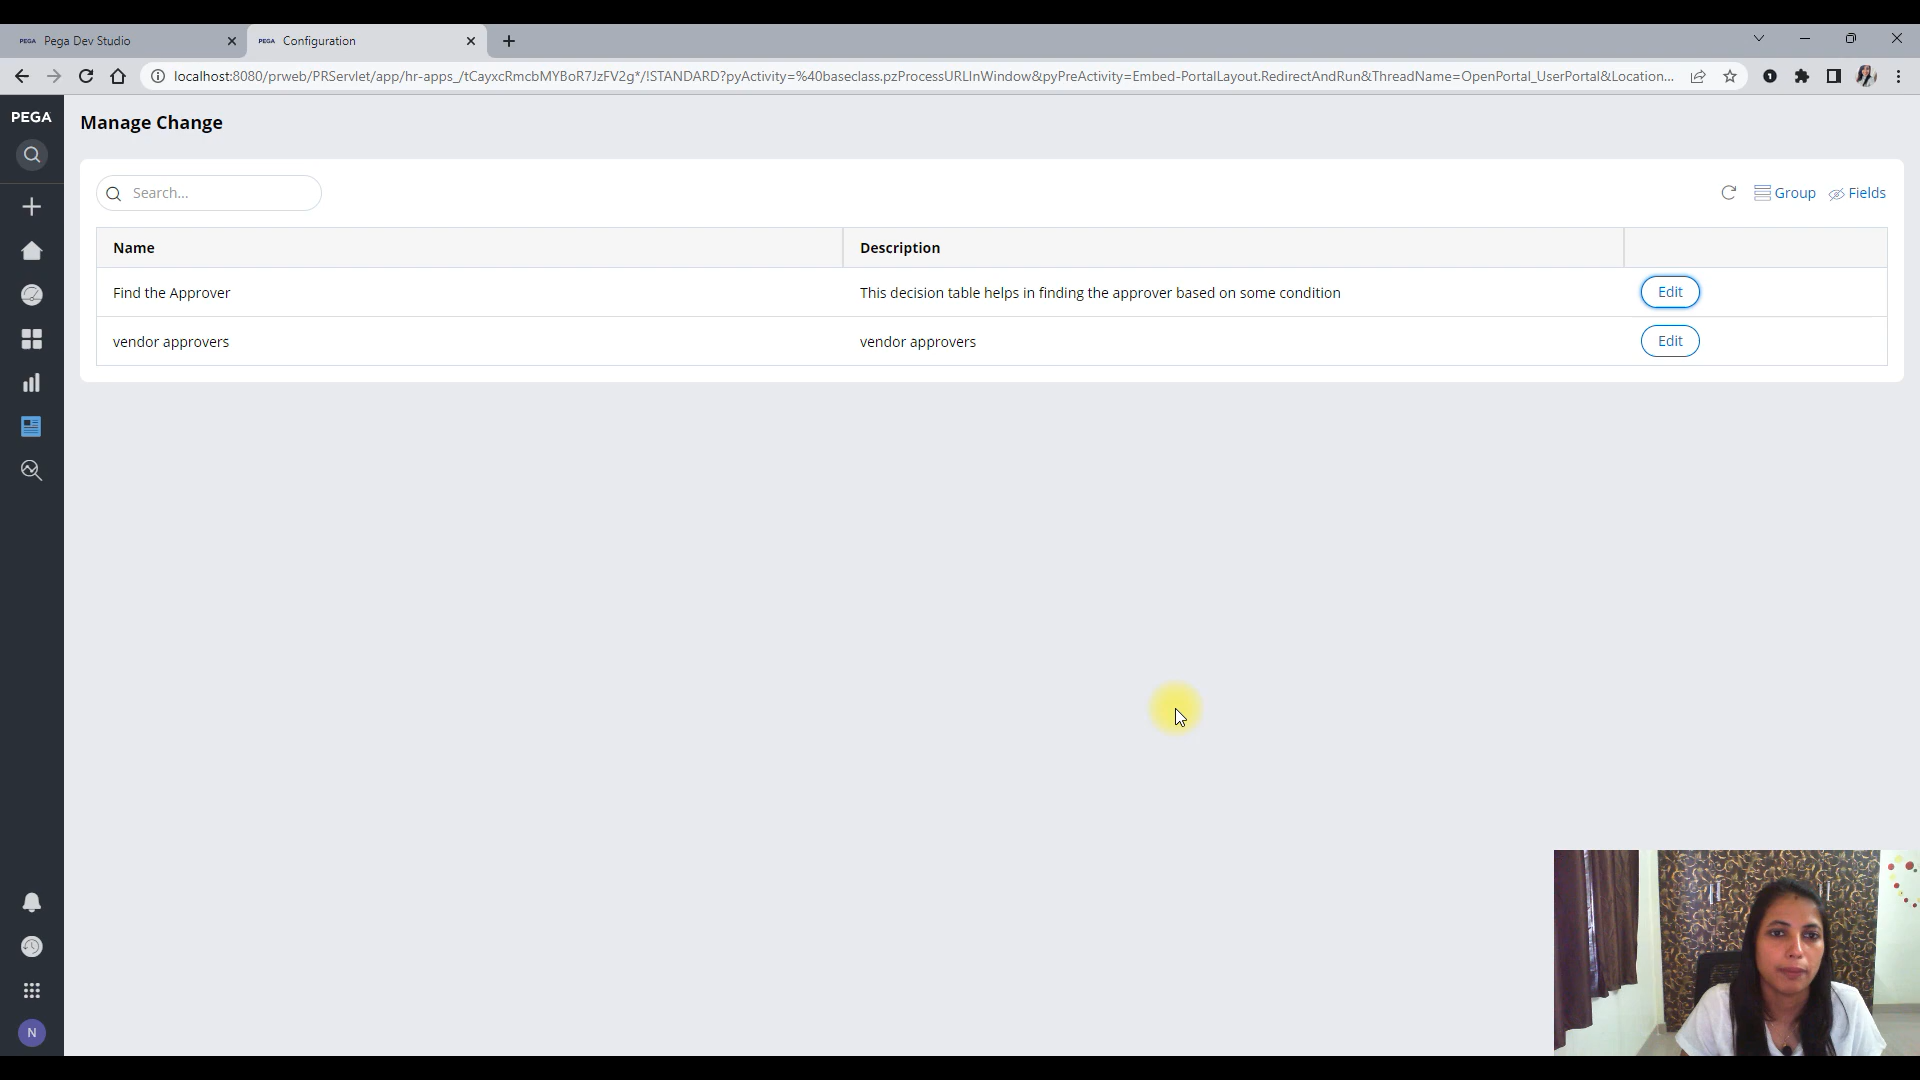 PEGA Pega Dev Studio
PEGA Configuration
localhost:8080/prweb/PRServlet/app/hr-apps_/tCayxcRmcbMYBoR7JzFV2g*/!STANDARD?pyActivity=%40baseclass.pzProcessURLInWindow&pyPreActivity=Embed-PortalLayout.RedirectAndRun&ThreadName=OpenPortal_UserPortal&Location...
PEGA
Manage Change
Search...
Group
Fields
Name
Description
Find the Approver
This decision table helps in finding the approver based on some condition
Edit
vendor approvers
vendor approvers
Edit
N